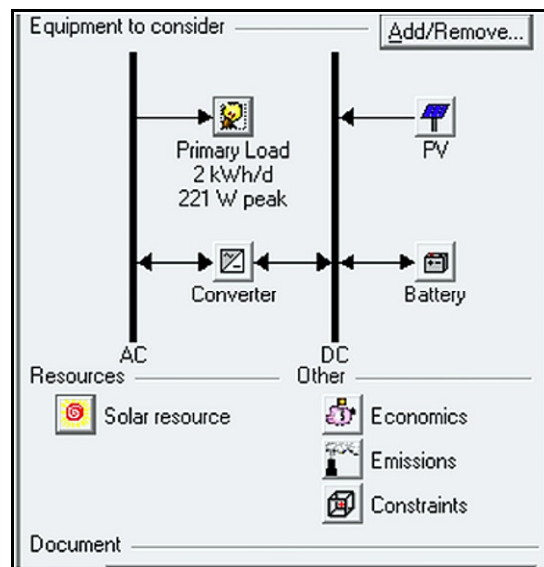 Equipment to consider
Add/Remove...
Primary Load
2 kWh/d
221 W peak
PV
Converter
Battery
AC
DC
Resources
Other
Solar resource
Economics
Emissions
Constraints
Document